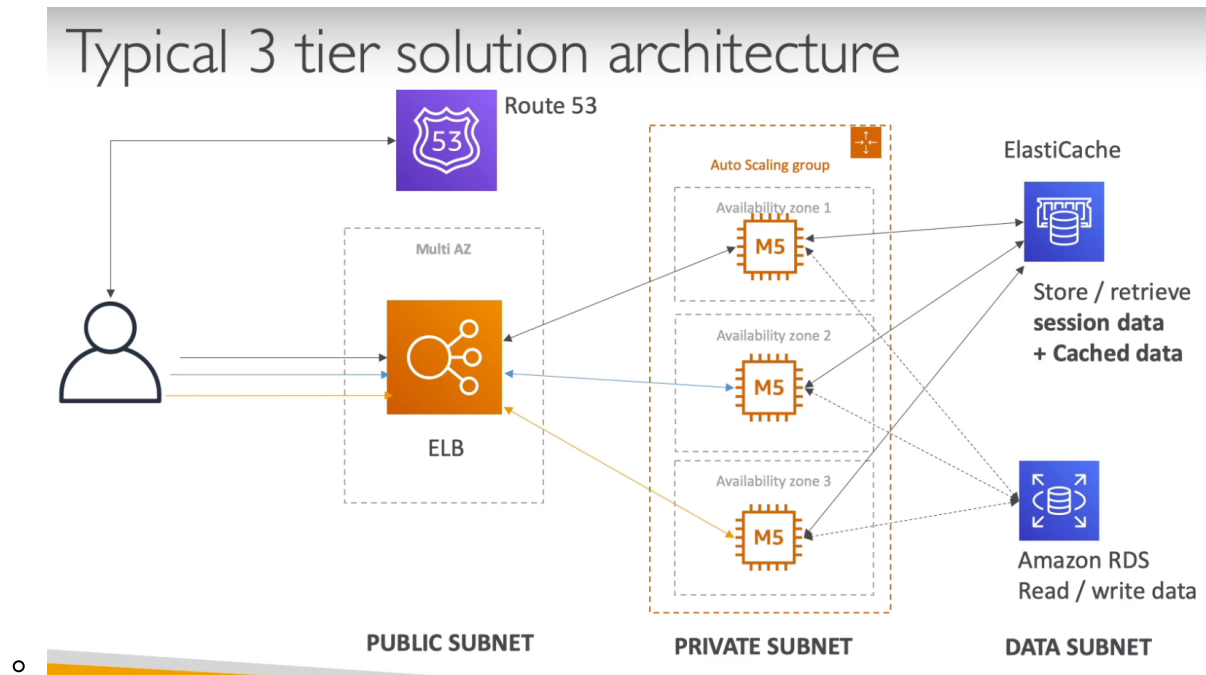 Typical 3 tier solution architecture
Route 53
53
Auto Scaling group
ElastiCache
Availability zone 1
M5
Multi AZ
Store / retrieve
session data
+ Cached data
Availability zone 2
M5
ELB
Availability zone 3
M5
Amazon RDS
Read / write data
PUBLIC SUBNET
PRIVATE SUBNET
DATA SUBNET